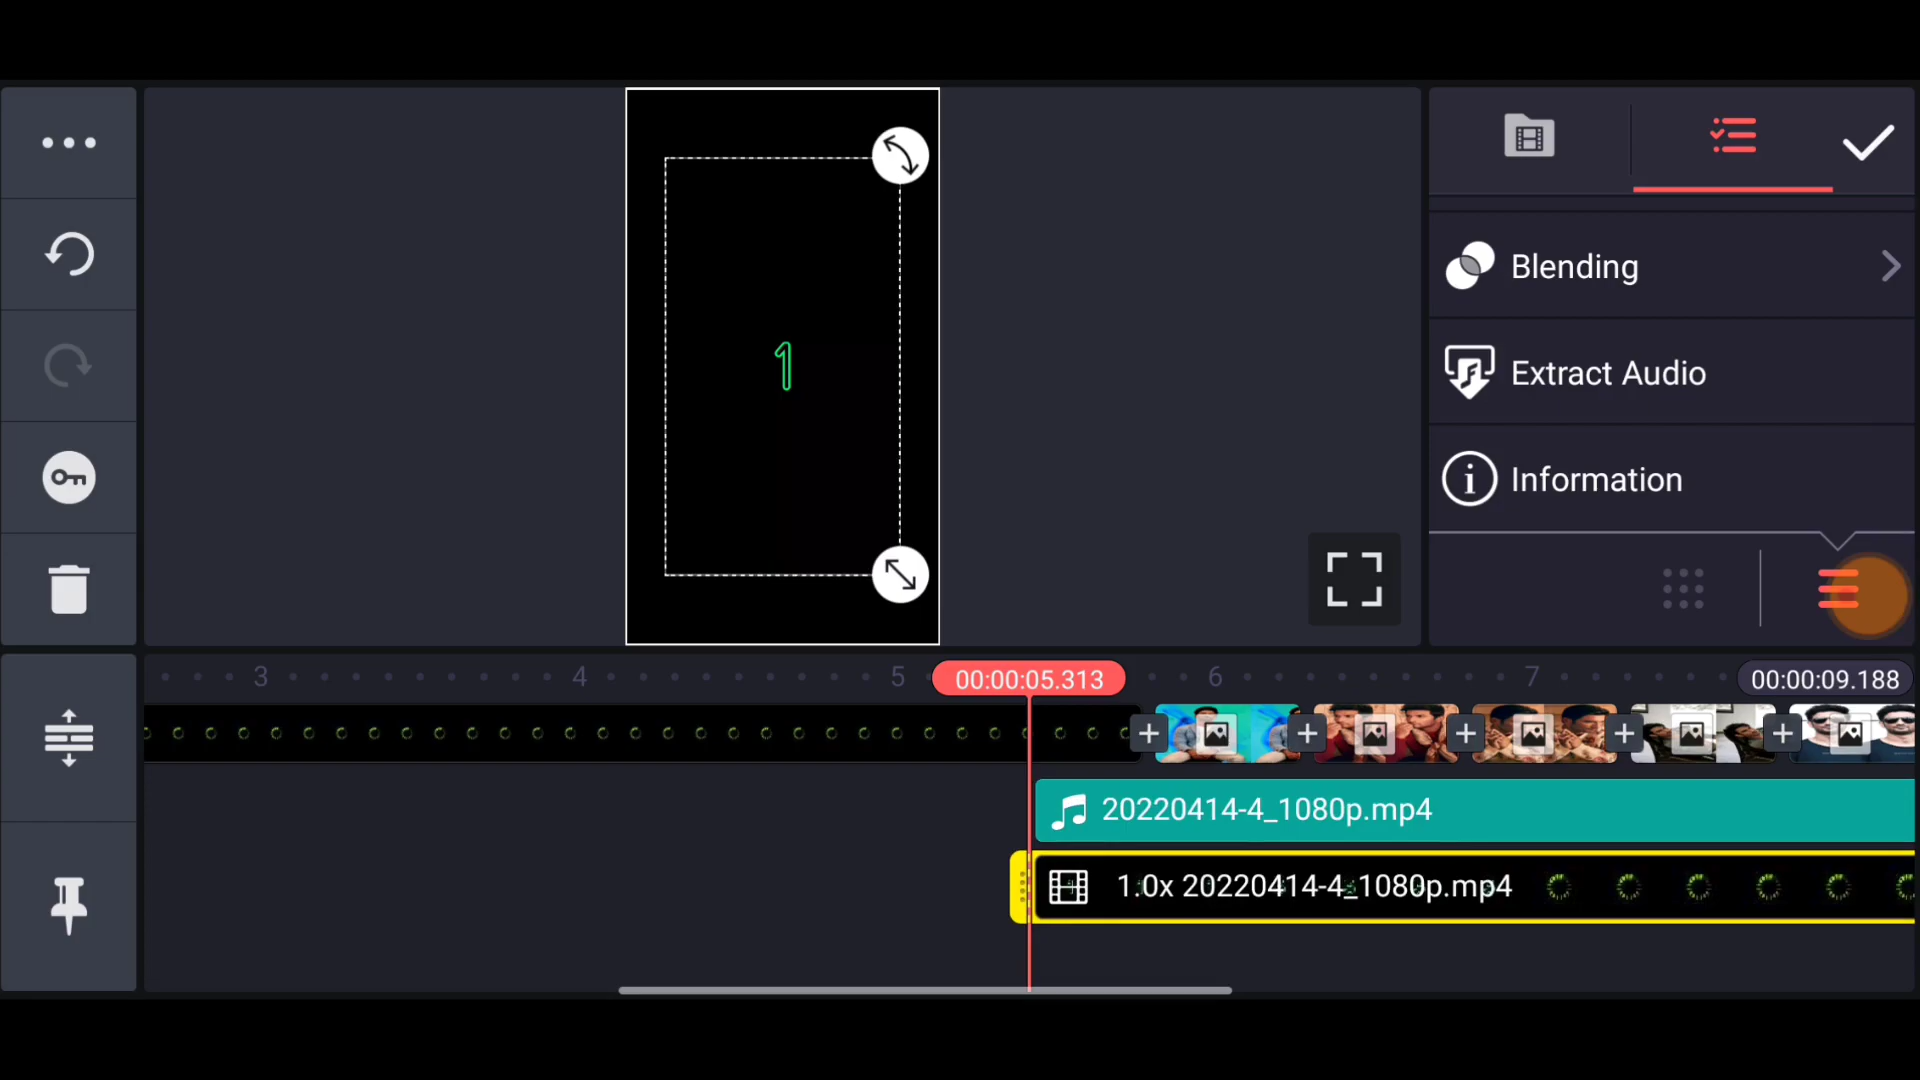 Blending
1
Extract Audio
Information
3
4
5
00:00:05.313
6
7
00:00:09.188
20220414-4_1080p.mp4
1.0x 20220414-4_1080p.mp4